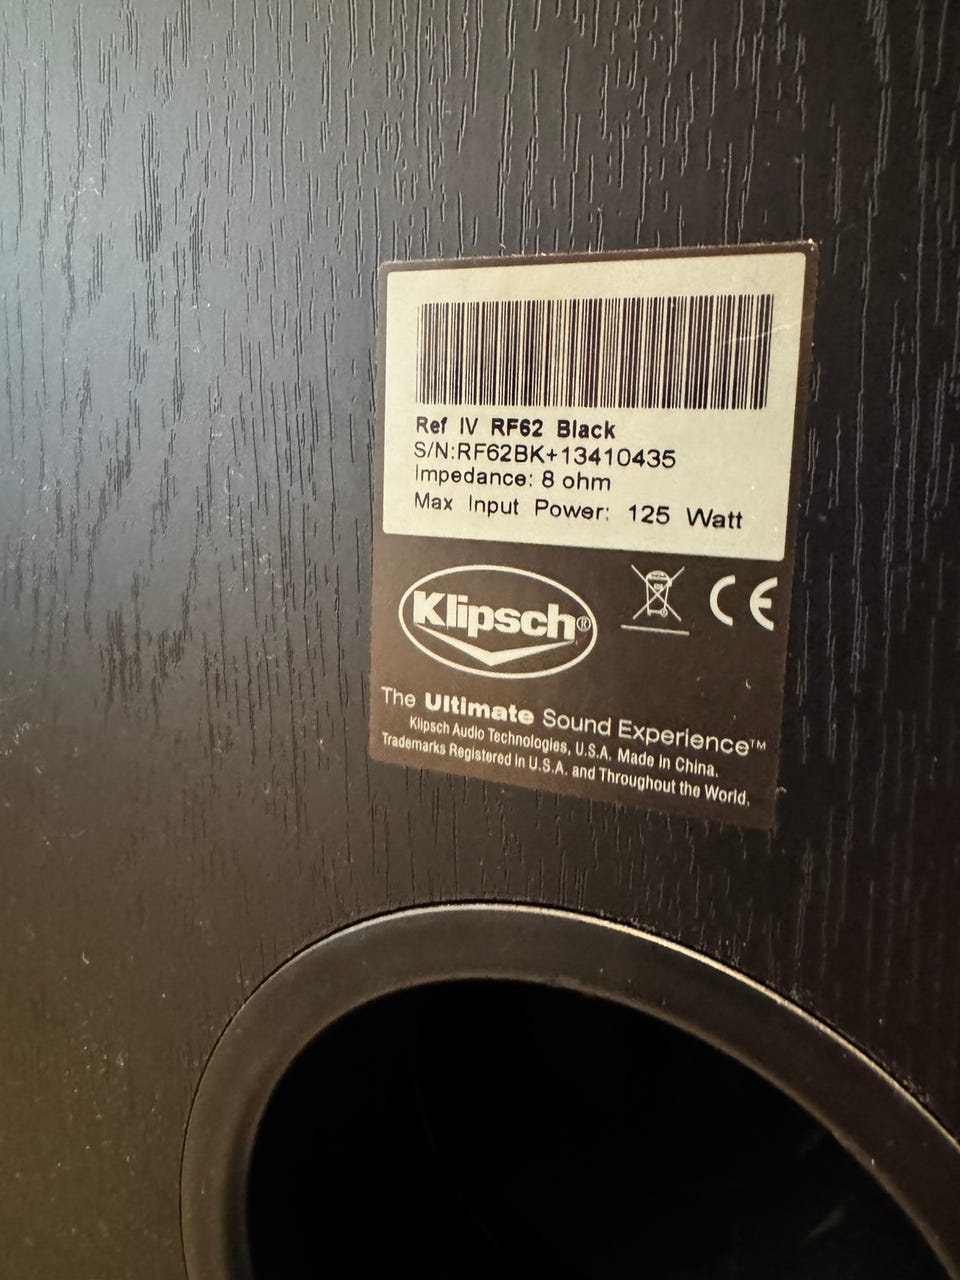 Ref IV RF62 Black
S/N:RF62BK+13410435
Impedance: 8 ohm
Max Input Power: 125 Watt
Klipsch®
CE
The Ultimate Sound Experience™
Klipsch Audio Technologies, U.S.A. Made in China.
Trademarks Registered in U.S.A. and Throughout the World.